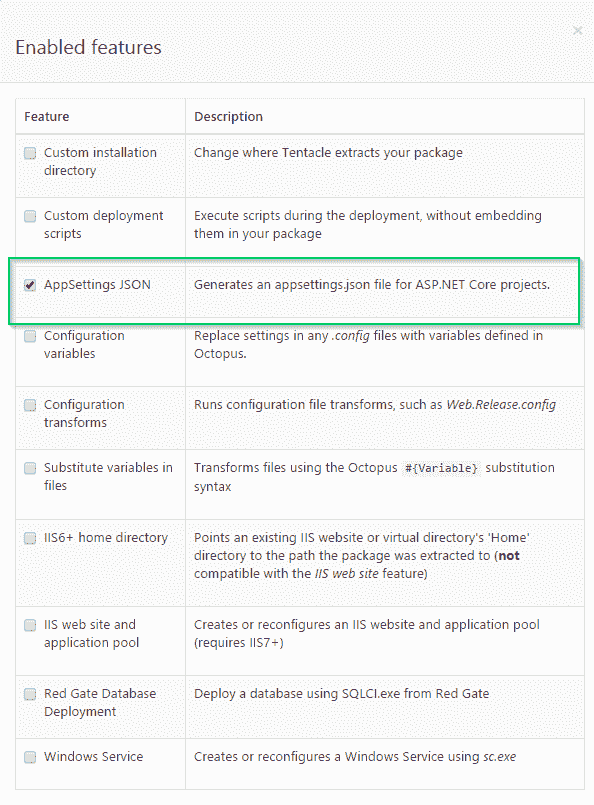 Enabled features
×
Feature Description
Custom installation Change where Tentacle extracts your package
directory
Custom deployment Execute scripts during the deployment, without embedding
scripts them in your package
AppSettings JSON Generates an appsettings.json file for ASP.NET Core projects.
Configuration Replace settings in any .config files with variables defined in
variables Octopus.
Configuration Runs configuration file transforms, such as Web.Release.config
transforms
Substitute variables in Transforms files using the Octopus #{Variable} substitution
files syntax
IIS6+ home directory Points an existing IIS website or virtual directory's 'Home'
directory to the path the package was extracted to (not
compatible with the IIS web site feature)
IIS web site and Creates or reconfigures an IIS website and application pool
application pool (requires IIS7+)
Red Gate Database Deploy a database using SQLCI.exe from Red Gate
Deployment
Windows Service Creates or reconfigures a Windows Service using sc.exe